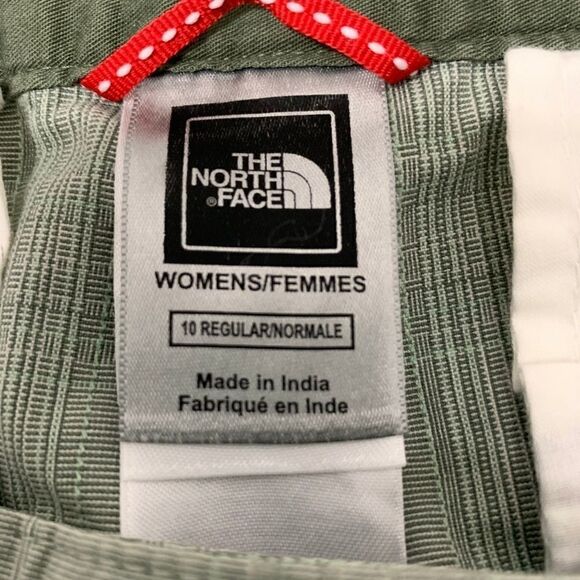 THE
NORTH
®FACE
WOMENS/FEMMES
10 REGULAR/NORMALE
Made in India
Fabriqué en Inde